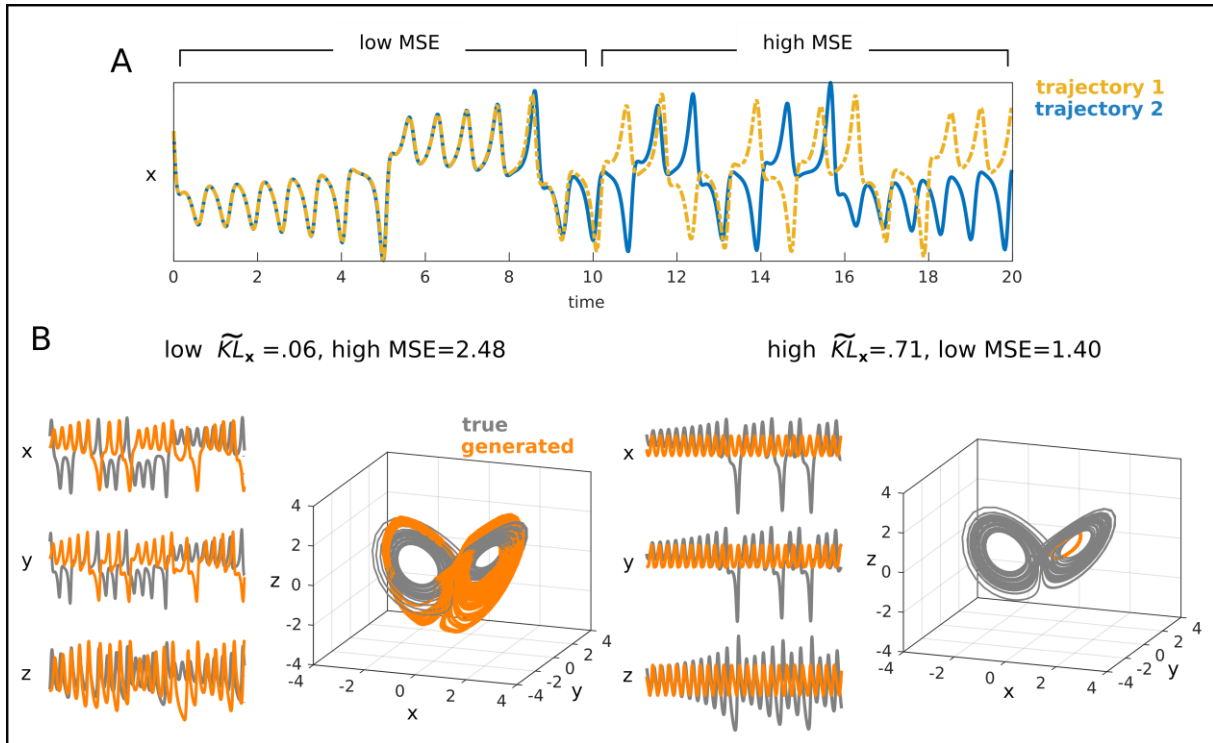 low MSE
high MSE
A
trajectory 1
trajectory 2
x
0 2 4 6 8 10 12 14 16 18 20
time
B
low K̃Lₓ =.06, high MSE=2.48
high K̃Lₓ=.71, low MSE=1.40
true
generated
x
y
z
4
2
0
-2
-4
z
-2 0 2 4
x
-4 -2 0 2 4
y
x
y
z
4
2
0
-2
-4
z
-2 0 2 4
x
-4 -2 0 2 4
y